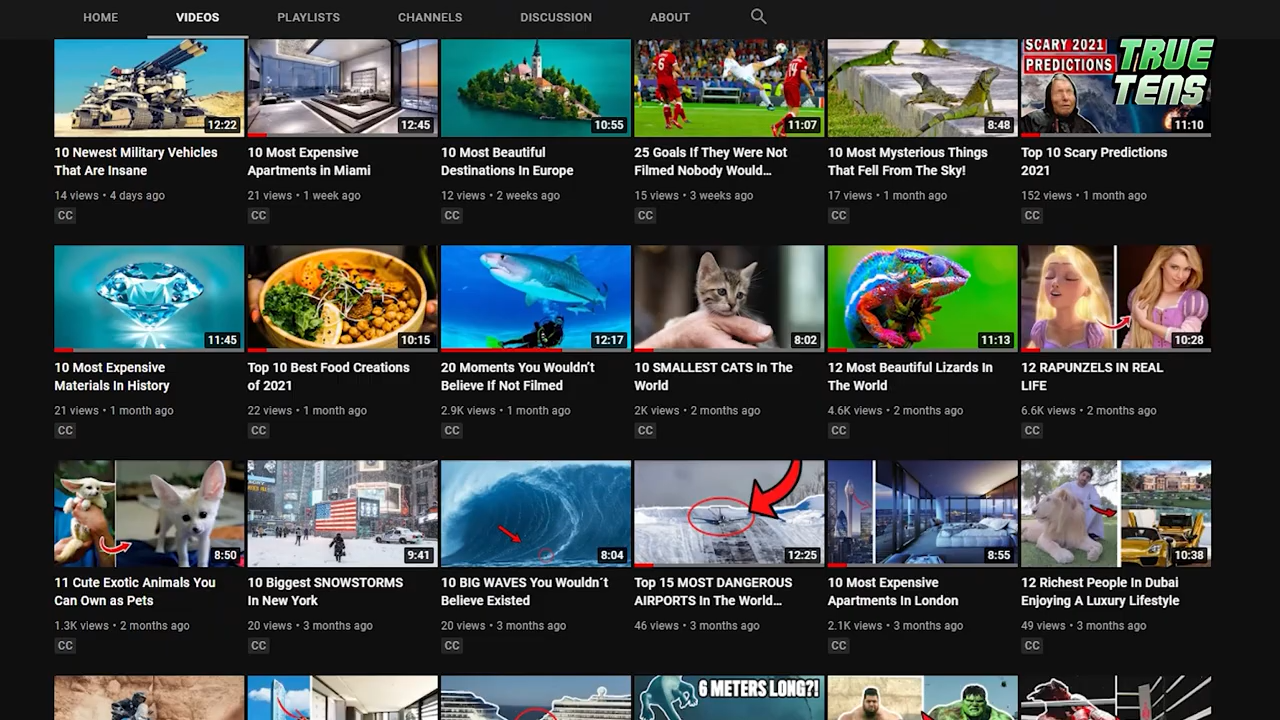 HOME VIDEOS PLAYLISTS CHANNELS DISCUSSION ABOUT
SCARY 2021
PREDICTIONS
TRUE
TENS
12:22 12:45 10:55 11:07 8:48 11:10
10 Newest Military Vehicles
That Are Insane
14 views • 4 days ago
CC
10 Most Expensive
Apartments in Miami
21 views • 1 week ago
CC
10 Most Beautiful
Destinations In Europe
12 views • 2 weeks ago
CC
25 Goals If They Were Not
Filmed Nobody Would...
15 views • 3 weeks ago
CC
10 Most Mysterious Things
That Fell From The Sky!
17 views • 1 month ago
CC
Top 10 Scary Predictions
2021
152 views • 1 month ago
CC
11:45 10:15 12:17 8:02 11:13 10:28
10 Most Expensive
Materials In History
21 views • 1 month ago
CC
Top 10 Best Food Creations
of 2021
22 views • 1 month ago
CC
20 Moments You Wouldn't
Believe If Not Filmed
2.9K views • 1 month ago
CC
10 SMALLEST CATS In The
World
2K views • 2 months ago
CC
12 Most Beautiful Lizards In
The World
4.6K views • 2 months ago
CC
12 RAPUNZELS IN REAL
LIFE
6.6K views • 2 months ago
CC
8:50 9:41 8:04 12:25 8:55 10:38
11 Cute Exotic Animals You
Can Own as Pets
1.3K views • 2 months ago
CC
10 Biggest SNOWSTORMS
In New York
20 views • 3 months ago
CC
10 BIG WAVES You Wouldn´t
Believe Existed
20 views • 3 months ago
CC
Top 15 MOST DANGEROUS
AIRPORTS In The World...
46 views • 3 months ago
CC
10 Most Expensive
Apartments In London
2.1K views • 3 months ago
CC
12 Richest People In Dubai
Enjoying A Luxury Lifestyle
49 views • 3 months ago
CC
6 METERS LONG?!